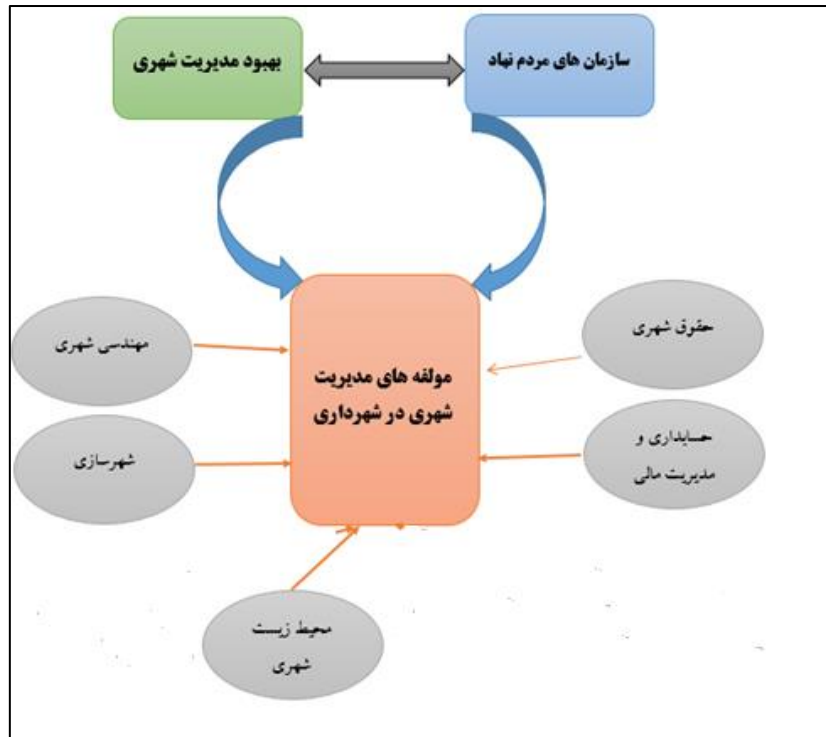 سازمان های مردم نهاد
بهبود مدیریت شهری
حقوق شهری
مهندسی شهری
مولفه های مدیریت
شهری در شهرداری
حسابداری و
مدیریت مالی
شهرسازی
محیط زیست
شهری